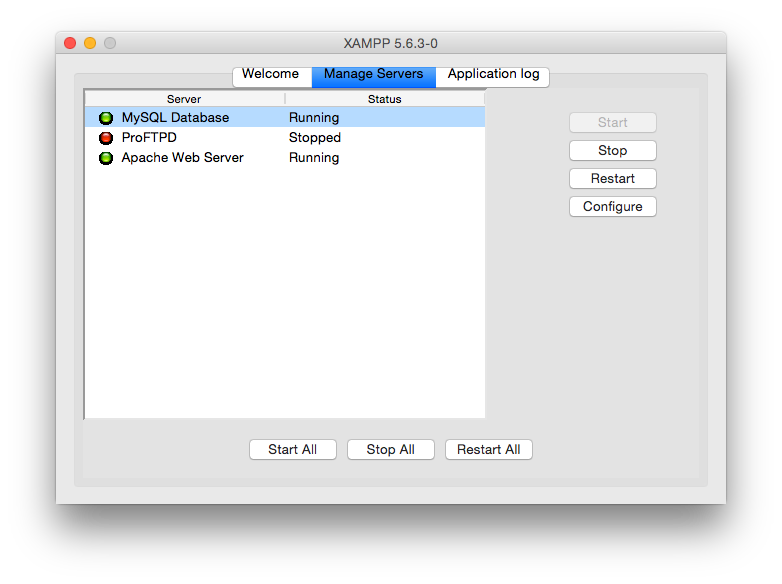 XAMPP 5.6.3-0
Welcome Manage Servers Application log
Server Status
MySQL Database Running
ProFTPD Stopped
Apache Web Server Running
Start
Stop
Restart
Configure
Start All Stop All Restart All